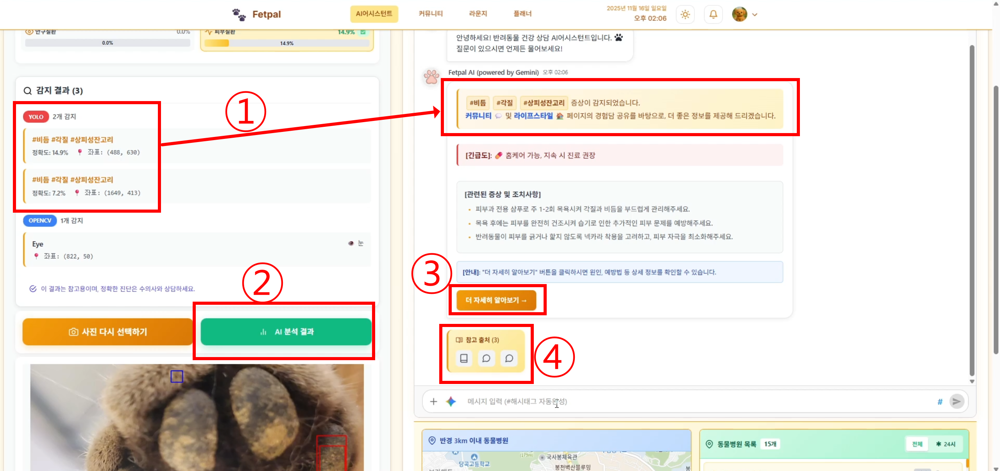 Fetpal
AI어시스턴트
커뮤니티
라운지
플래너
2025년 11월 16일 일요일
오후 02:06
안구질환
0.0%
0.0%
피부질환
14.9%
14.9%
감지 결과 (3)
YOLO 2개 감지
#비듬 #각질 #상피성잔고리
정확도: 14.9% 📍 좌표: (488, 630)
#비듬 #각질 #상피성잔고리
정확도: 7.2% 📍 좌표: (1649, 413)
OPENCV 1개 감지
Eye
눈
📍 좌표: (822, 50)
이 결과는 참고용이며, 정확한 진단은 수의사와 상담하세요.
①
②
사진 다시 선택하기
AI 분석 결과
안녕하세요! 반려동물 건강 상담 AI어시스턴트입니다. 🐾
질문이 있으시면 언제든 물어보세요!
Fetpal AI (powered by Gemini) 오후 02:06
#비듬 #각질 #상피성잔고리 증상이 감지되었습니다.
커뮤니티 💬 및 라이프스타일 🏠 페이지의 경험담 공유를 바탕으로, 더 좋은 정보를 제공해 드리겠습니다.
[긴급도]: 💊 홈케어 가능, 지속 시 진료 권장
[관련된 증상 및 조치사항]
• 피부과 전용 샴푸로 주 1-2회 목욕시켜 각질과 비듬을 부드럽게 관리해주세요.
• 목욕 후에는 피부를 완전히 건조시켜 습기로 인한 추가적인 피부 문제를 예방해주세요.
• 반려동물이 피부를 긁거나 핥지 않도록 넥카라 착용을 고려하고, 피부 자극을 최소화해주세요.
③
[안내]: "더 자세히 알아보기" 버튼을 클릭하시면 원인, 예방법 등 상세 정보를 확인할 수 있습니다.
더 자세히 알아보기 →
참고 출처 (3)
④
메시지 입력 (#해시태그 자동완성)
#
반경 3km 이내 동물병원
(179m)
국사봉체육관
당곡고등학교
봉천벽산블루밍
봉
동물병원 목록 15개
전체
✱ 24시